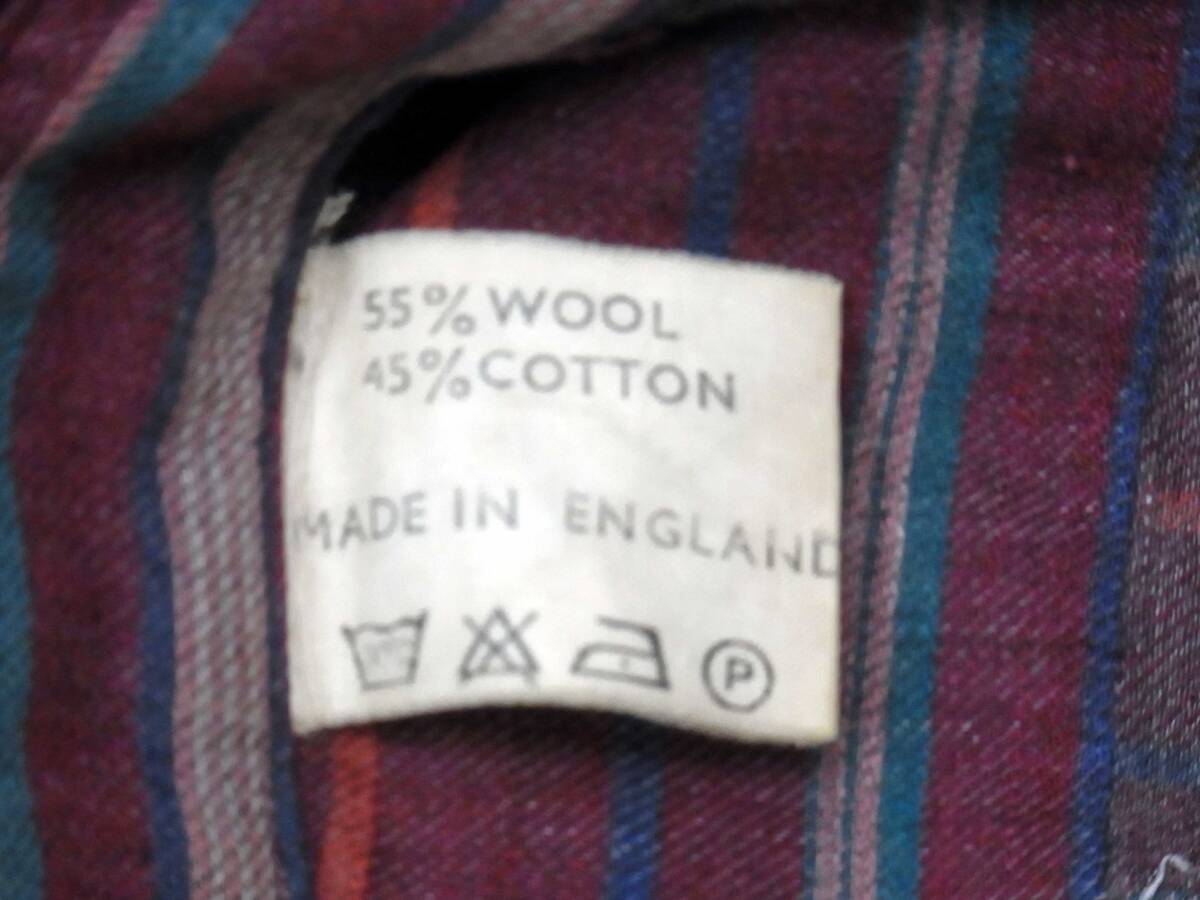 55% WOOL
45% COTTON
MADE IN ENGLAND
P